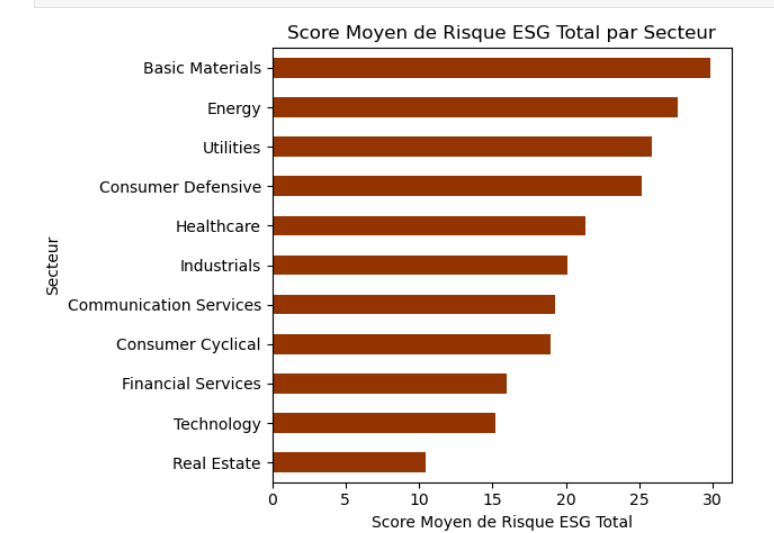 Score Moyen de Risque ESG Total par Secteur
Basic Materials
Energy
Utilities
Consumer Defensive
Healthcare
Industrials
Communication Services
Consumer Cyclical
Financial Services
Technology
Real Estate
Secteur
0 5 10 15 20 25 30
Score Moyen de Risque ESG Total